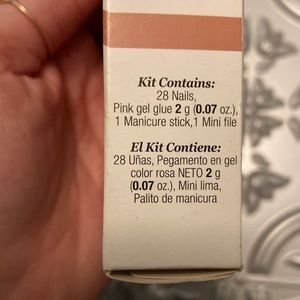 Kit Contains:
28 Nails,
Pink gel glue 2 g (0.07 oz.),
1 Manicure stick,1 Mini file
El Kit Contiene:
28 Uñas, Pegamento en gel
color rosa NETO 2 g
(0.07 oz.), Mini lima,
Palito de manicura